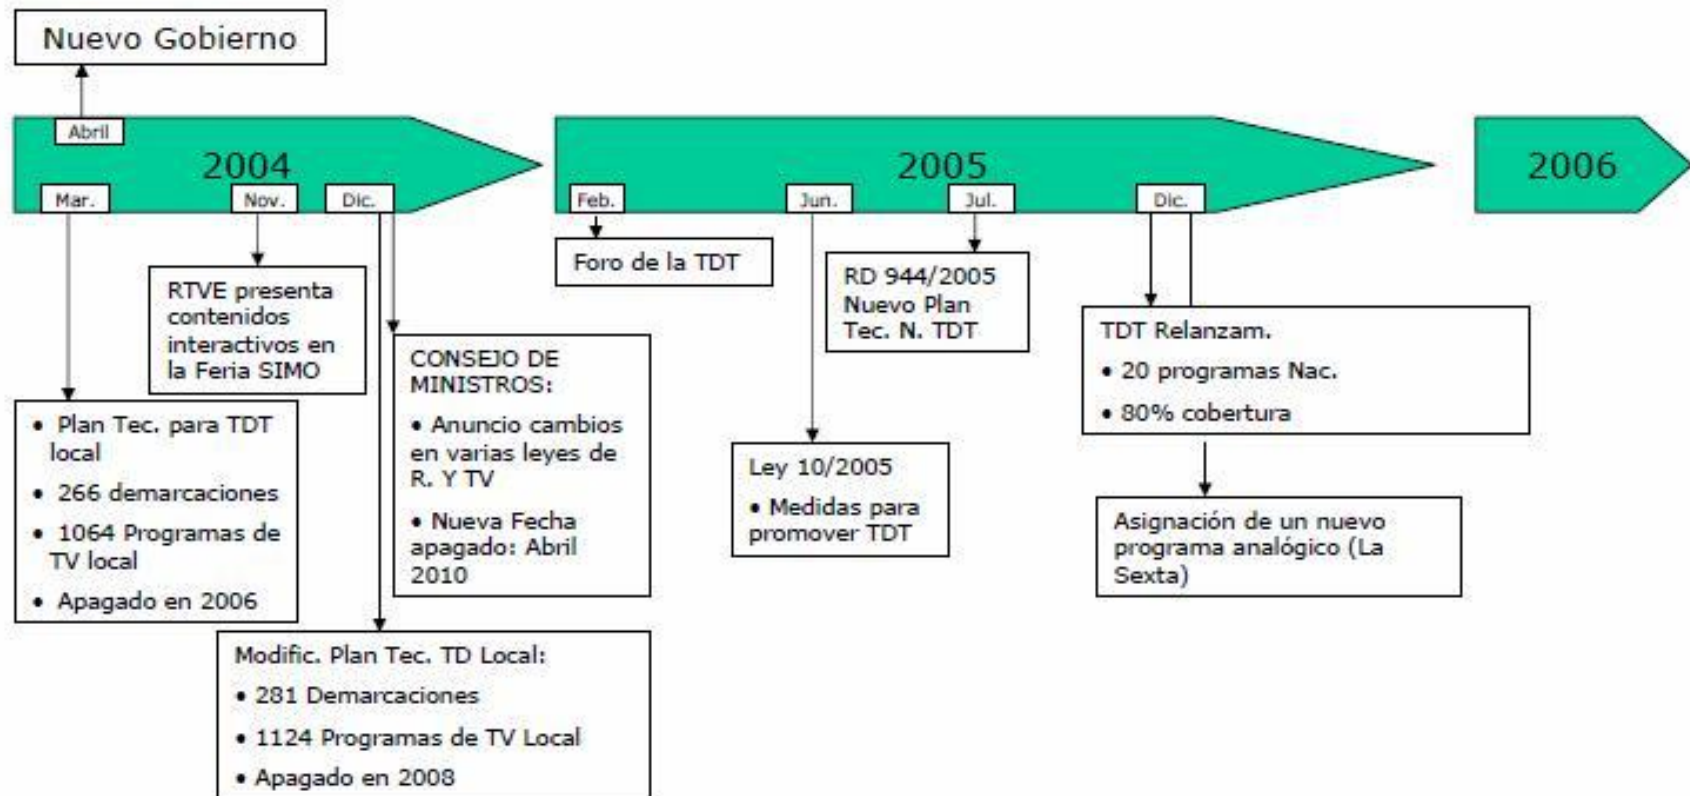 Nuevo Gobierno
Abril
2004
Mar.
Nov.
Dic.
2005
Feb.
Jun.
Jul.
Dic.
2006
• Plan Tec. para TDT
local
• 266 demarcaciones
• 1064 Programas de
TV local
• Apagado en 2006
RTVE presenta
contenidos
interactivos en
la Feria SIMO
CONSEJO DE
MINISTROS:
• Anuncio cambios
en varias leyes de
R. Y TV
• Nueva Fecha
apagado: Abril
2010
Modific. Plan Tec. TD Local:
• 281 Demarcaciones
• 1124 Programas de TV Local
• Apagado en 2008
Foro de la TDT
Ley 10/2005
• Medidas para
promover TDT
RD 944/2005
Nuevo Plan
Tec. N. TDT
TDT Relanzam.
• 20 programas Nac.
• 80% cobertura
Asignación de un nuevo
programa analógico (La
Sexta)